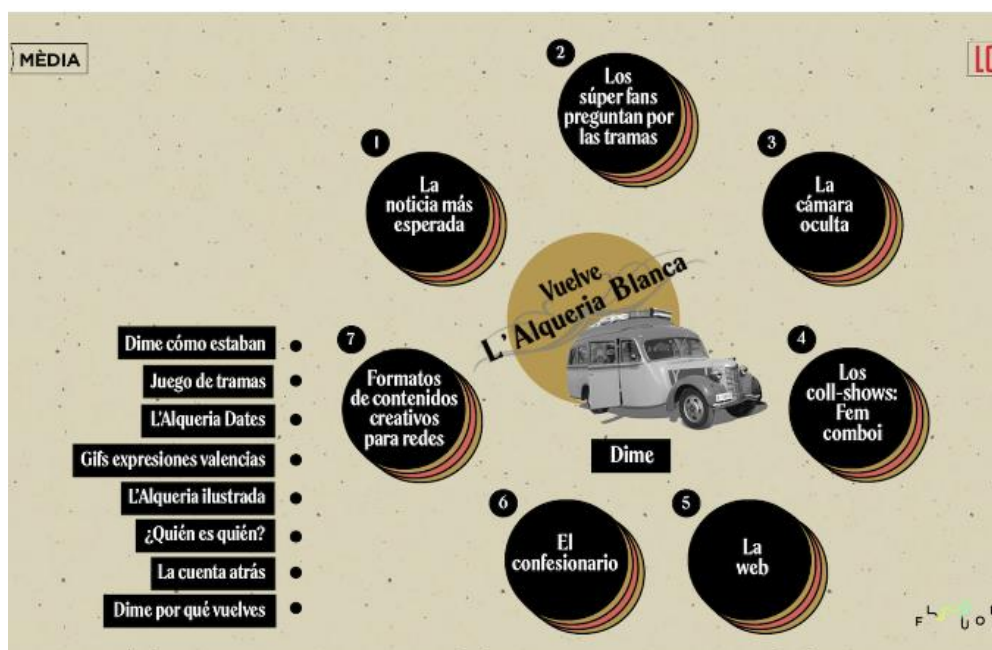 MÈDIA
2
Los
súper fans
preguntan por
las tramas
1
La
noticia más
esperada
3
La
cámara
oculta
Vuelve
L'Alqueria Blanca
Dime
4
Los
coll-shows:
Fem
comboi
5
La
web
6
El
confesionario
7
Formatos
de contenidos
creativos
para redes
Dime cómo estaban
Juego de tramas
L'Alqueria Dates
Gifs expresiones valencias
L'Alqueria ilustrada
¿Quién es quién?
La cuenta atrás
Dime por qué vuelves